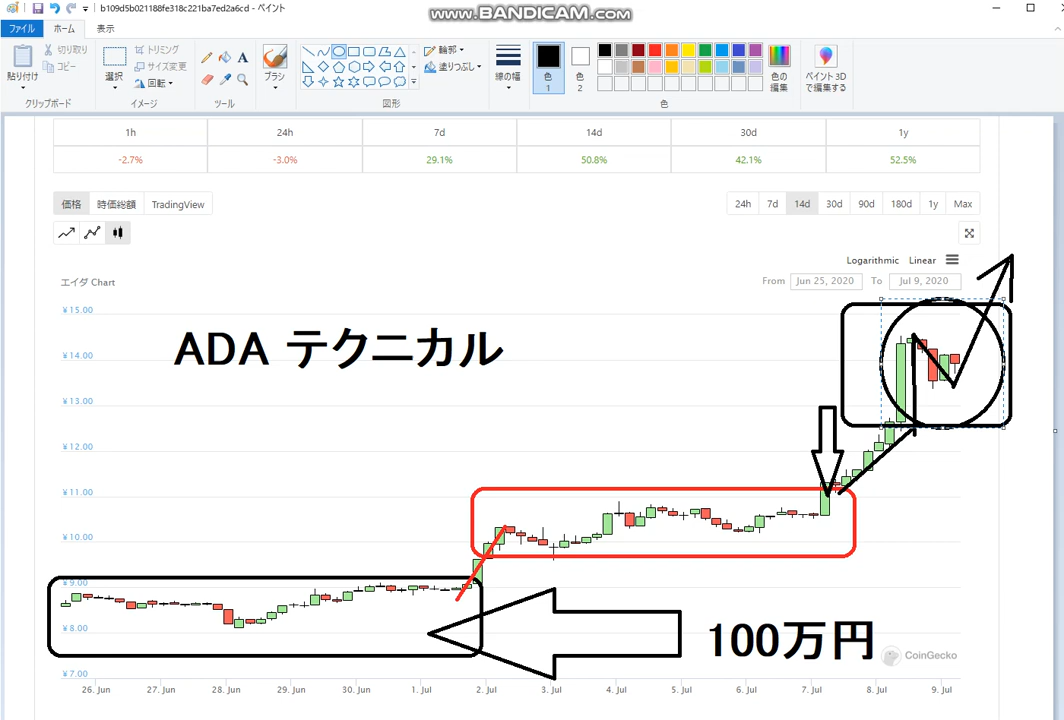 b109d5b021188fe318c221ba7ed2a6cd - ペイント
www.BANDICAM.com
ファイル ホーム 表示
貼り付け
切り取り
コピー
クリップボード
選択
トリミング
サイズ変更
回転
イメージ
A
ツール
ブラシ
輪郭
塗りつぶし
図形
線の幅
色 1
色 2
色の編集
色
ペイント 3D で編集する
1h 24h 7d 14d 30d 1y
-2.7% -3.0% 29.1% 50.8% 42.1% 52.5%
価格 時価総額 TradingView
24h 7d 14d 30d 90d 180d 1y Max
Logarithmic Linear
エイダ Chart
From Jun 25, 2020 To Jul 9, 2020
ADA テクニカル
¥15.00
¥14.00
¥13.00
¥12.00
¥11.00
¥10.00
¥9.00
¥8.00
¥7.00
100万円
CoinGecko
26. Jun 27. Jun 28. Jun 29. Jun 30. Jun 1. Jul 2. Jul 3. Jul 4. Jul 5. Jul 6. Jul 7. Jul 8. Jul 9. Jul